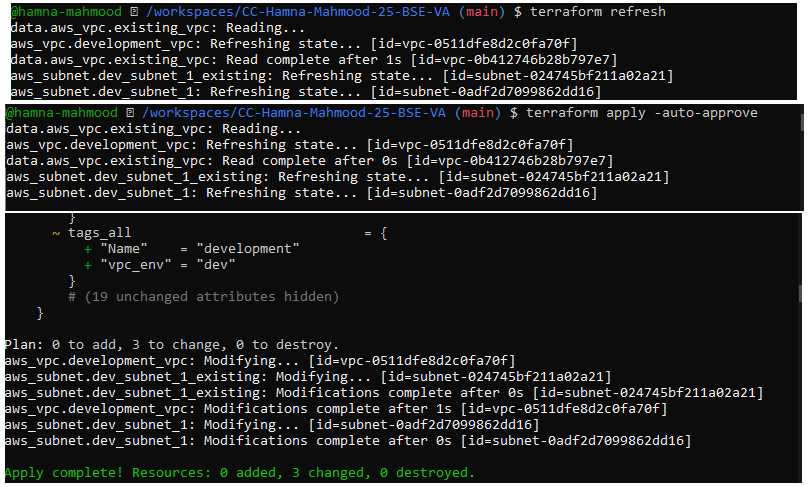 @hamna-mahmood /workspaces/CC-Hamna-Mahmood-25-BSE-VA (main) $ terraform refresh
data.aws_vpc.existing_vpc: Reading...
aws_vpc.development_vpc: Refreshing state... [id=vpc-0511dfe8d2c0fa70f]
data.aws_vpc.existing_vpc: Read complete after 1s [id=vpc-0b412746b28b797e7]
aws_subnet.dev_subnet_1_existing: Refreshing state... [id=subnet-024745bf211a02a21]
aws_subnet.dev_subnet_1: Refreshing state... [id=subnet-0adf2d7099862dd16]
@hamna-mahmood /workspaces/CC-Hamna-Mahmood-25-BSE-VA (main) $ terraform apply -auto-approve
data.aws_vpc.existing_vpc: Reading...
aws_vpc.development_vpc: Refreshing state... [id=vpc-0511dfe8d2c0fa70f]
data.aws_vpc.existing_vpc: Read complete after 0s [id=vpc-0b412746b28b797e7]
aws_subnet.dev_subnet_1_existing: Refreshing state... [id=subnet-024745bf211a02a21]
aws_subnet.dev_subnet_1: Refreshing state... [id=subnet-0adf2d7099862dd16]
}
~ tags_all = {
+ "Name" = "development"
+ "vpc_env" = "dev"
}
# (19 unchanged attributes hidden)
}
Plan: 0 to add, 3 to change, 0 to destroy.
aws_vpc.development_vpc: Modifying... [id=vpc-0511dfe8d2c0fa70f]
aws_subnet.dev_subnet_1_existing: Modifying... [id=subnet-024745bf211a02a21]
aws_subnet.dev_subnet_1_existing: Modifications complete after 0s [id=subnet-024745bf211a02a21]
aws_vpc.development_vpc: Modifications complete after 1s [id=vpc-0511dfe8d2c0fa70f]
aws_subnet.dev_subnet_1: Modifying... [id=subnet-0adf2d7099862dd16]
aws_subnet.dev_subnet_1: Modifications complete after 0s [id=subnet-0adf2d7099862dd16]
Apply complete! Resources: 0 added, 3 changed, 0 destroyed.